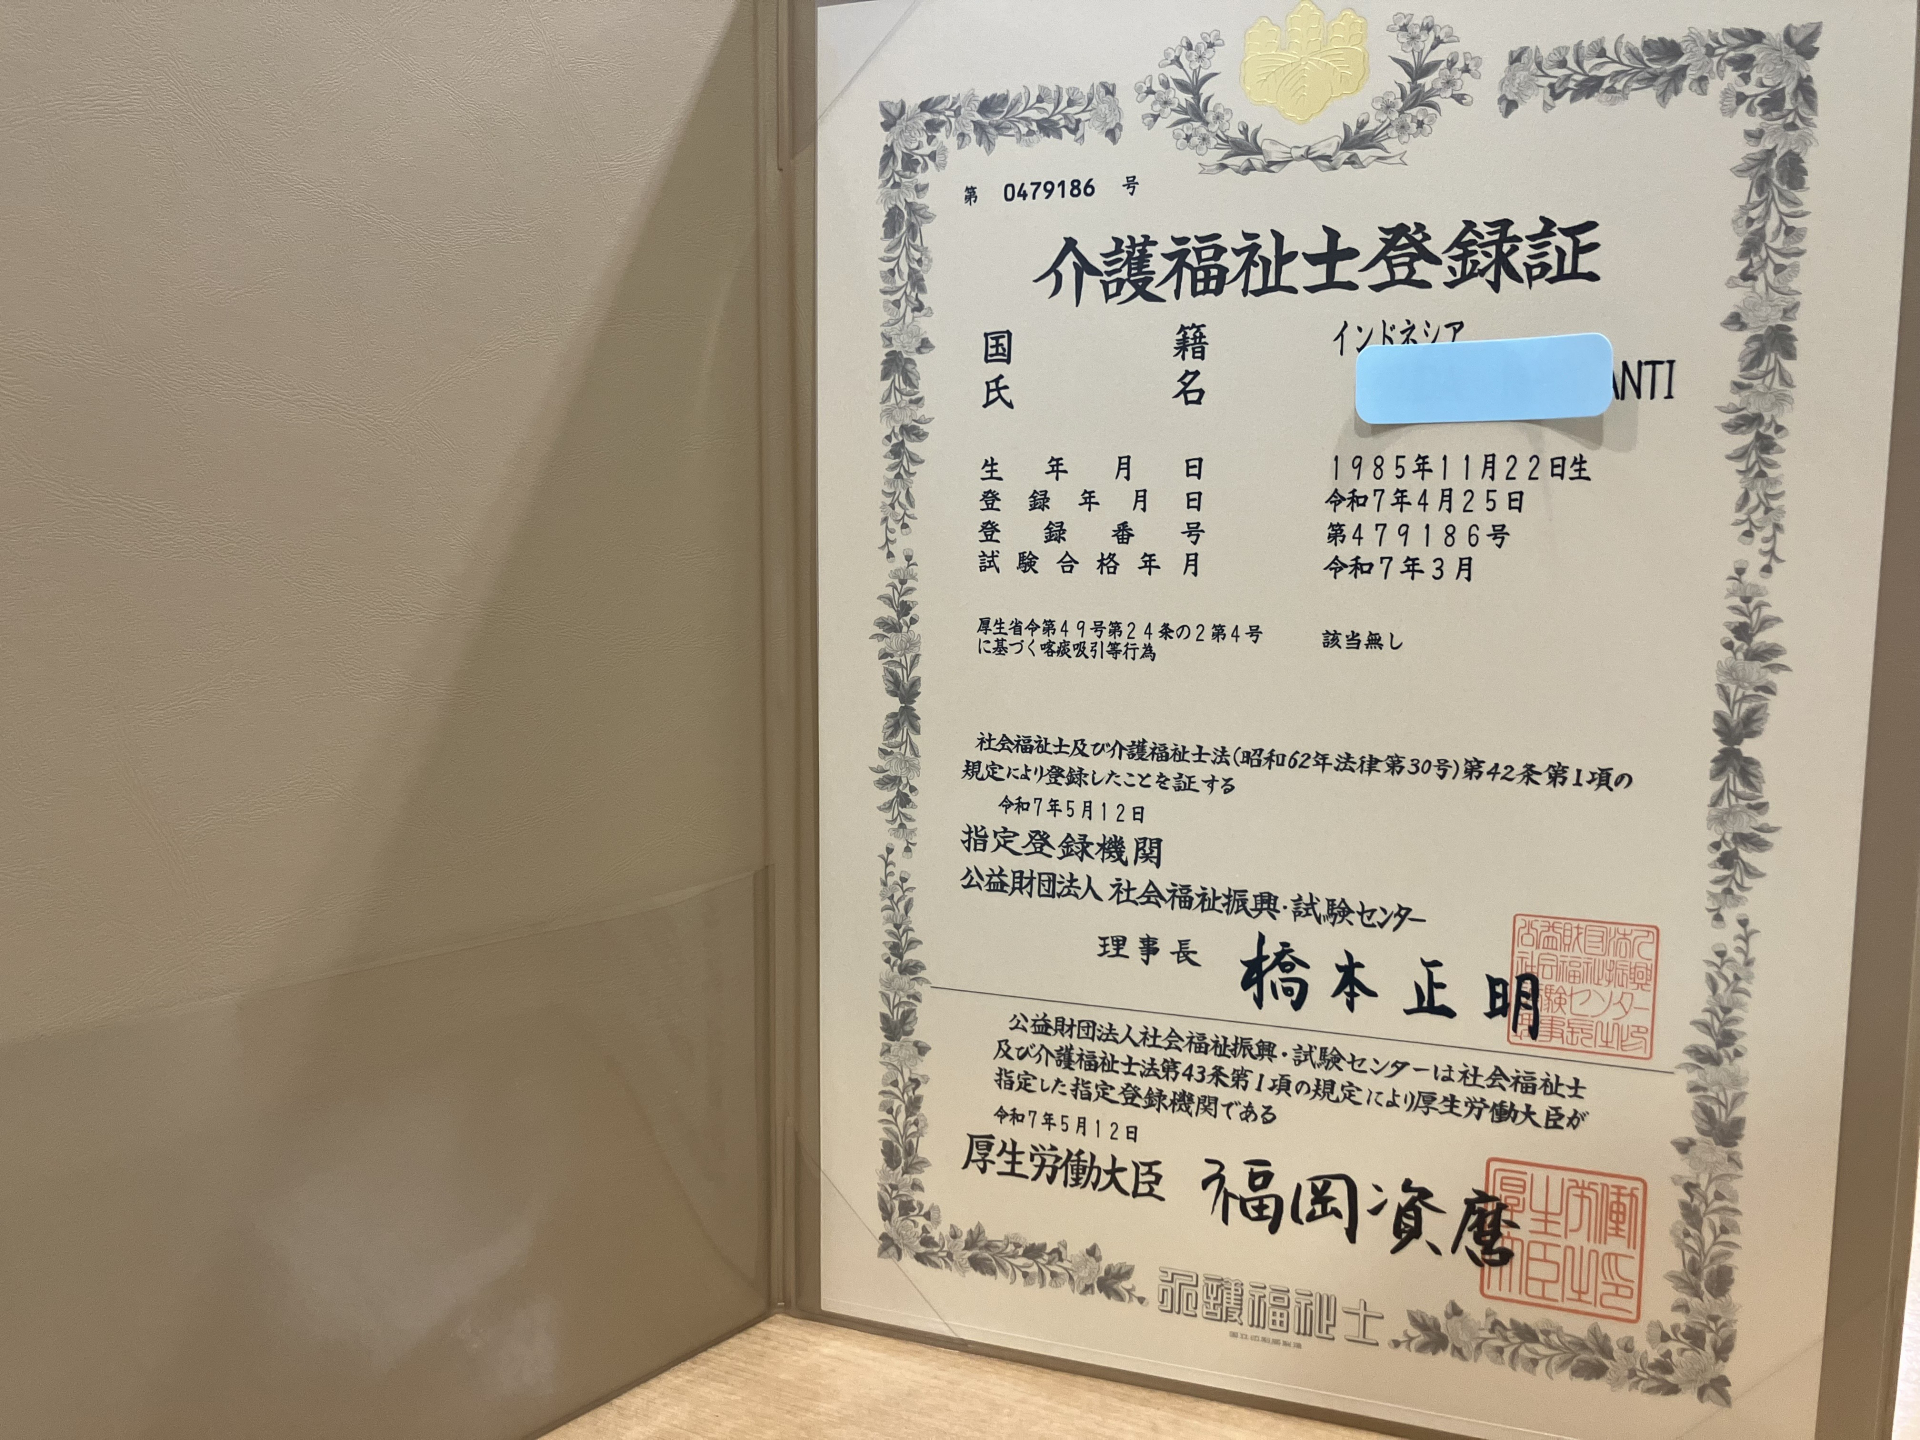 第 0479186 号
介護福祉士登録証
国籍 インドネシア
氏名 ANTI
生年月日 1985年11月22日生
登録年月日 令和7年4月25日
登録番号 第479186号
試験合格年月 令和7年3月
厚生省令第49号第24条の2第4号 該当無し
に基づく喀痰吸引等行為
社会福祉士及び介護福祉士法(昭和62年法律第30号)第42条第1項の
規定により登録したことを証する
令和7年5月12日
指定登録機関
公益財団法人 社会福祉振興・試験センター
理事長 橋本正明
公益財団法人社会福祉振興・試験センターは社会福祉士
及び介護福祉士法第43条第1項の規定により厚生労働大臣が
指定した指定登録機関である
令和7年5月12日
厚生労働大臣 福岡資麿
介護福祉士